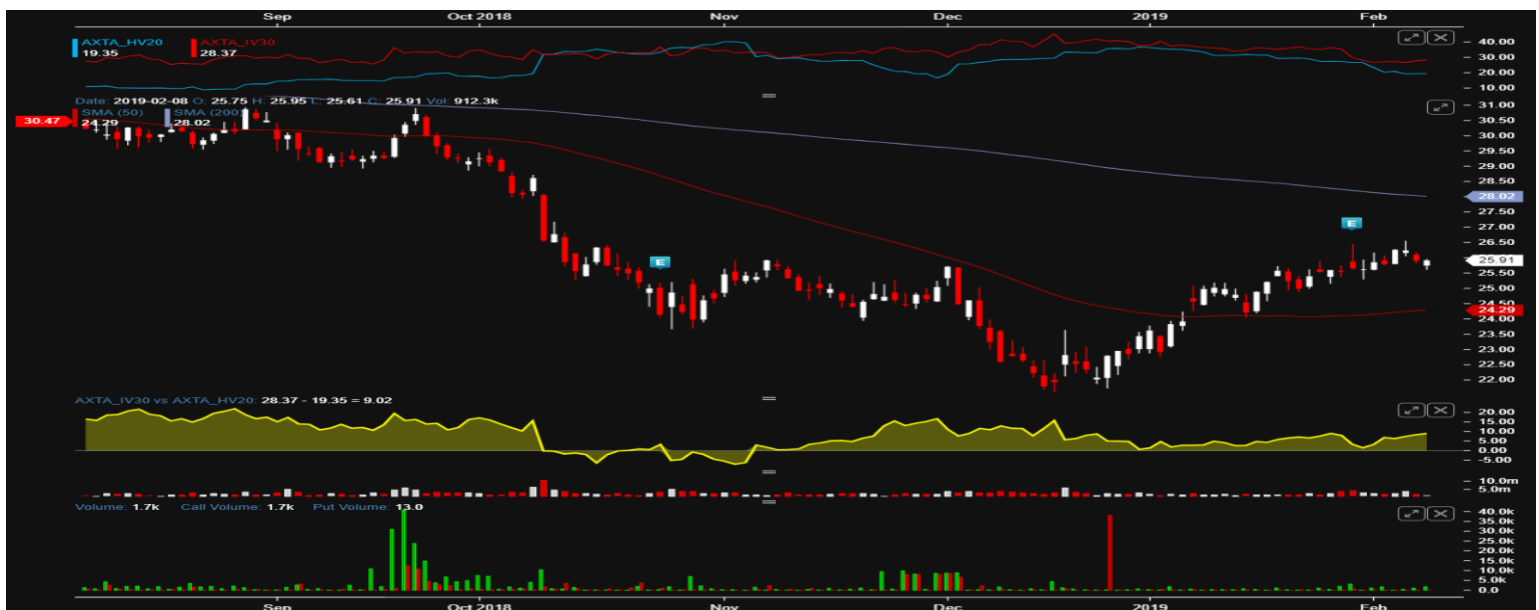 Sep Oct 2018 Nov Dec 2019 Feb
AXTA_HV20 AXTA_IV30
19.35 28.37
40.00
30.00
20.00
10.00
Date: 2019-02-08 O: 25.75 H: 25.95 L: 25.61 C: 25.91 Vol: 912.3k
SMA (50) SMA (200)
24.29 28.02
30.47
31.00
30.50
30.00
29.50
29.00
28.50
28.02
27.50
27.00
26.50
25.91
25.50
25.00
24.50
24.29
24.00
23.50
23.00
22.50
22.00
E
E
AXTA_IV30 vs AXTA_HV20: 28.37 - 19.35 = 9.02
20.00
15.00
10.00
5.00
0.00
-5.00
10.0m
5.0m
Volume: 1.7k Call Volume: 1.7k Put Volume: 13.0
40.0k
35.0k
30.0k
25.0k
20.0k
15.0k
10.0k
5.0k
0.0
Sep Oct 2018 Nov Dec 2019 Feb